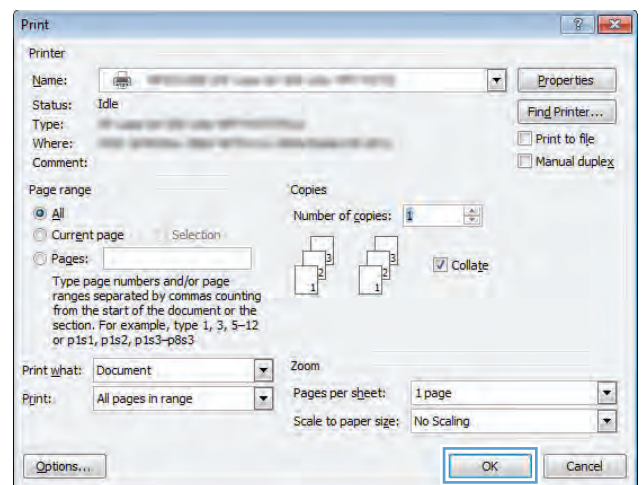 Print
Printer
Name:
Properties
Status: Idle
Find Printer...
Type:
Where:
Print to file
Comment:
Manual duplex
Page range
All
Current page Selection
Pages:
Type page numbers and/or page
ranges separated by commas counting
from the start of the document or the
section. For example, type 1, 3, 5–12
or p1s1, p1s2, p1s3–p8s3
Copies
Number of copies: 1
1 2 3 1 2 3
Collate
Print what: Document
Print: All pages in range
Zoom
Pages per sheet: 1 page
Scale to paper size: No Scaling
Options...
OK
Cancel